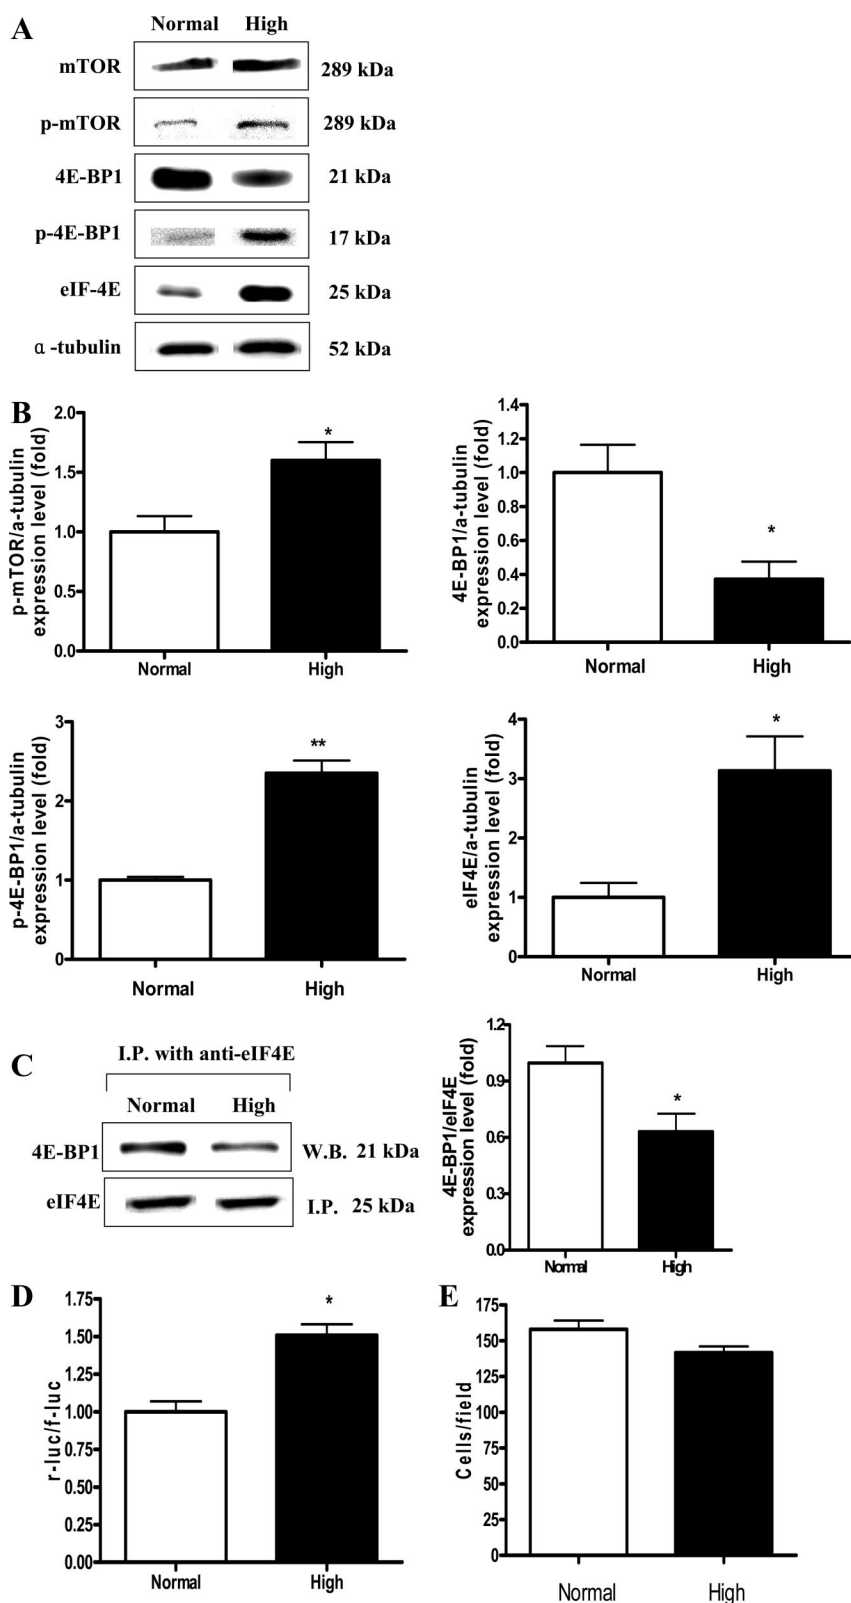 A
Normal High
mTOR 289 kDa
p-mTOR 289 kDa
4E-BP1 21 kDa
p-4E-BP1 17 kDa
eIF-4E 25 kDa
α-tubulin 52 kDa
B
p-mTOR/a-tubulin
expression level (fold)
2.0
1.5
1.0
0.5
0.0
*
Normal High
4E-BP1/a-tubulin
expression level (fold)
1.4
1.2
1.0
0.8
0.6
0.4
0.2
0.0
*
Normal High
p-4E-BP1/a-tubulin
expression level (fold)
3
2
1
0
**
Normal High
eIF4E/a-tubulin
expression level (fold)
4
3
2
1
0
*
Normal High
C
I.P. with anti-eIF4E
Normal High
4E-BP1 W.B. 21 kDa
eIF4E I.P. 25 kDa
4E-BP1/eIF4E
expression level (fold)
1.2
0.9
0.6
0.3
0.0
*
Normal High
D
r-luc/f-luc
1.75
1.50
1.25
1.00
0.75
0.50
0.25
0.00
*
Normal High
E
Cells/field
175
150
125
100
75
50
25
0
Normal High